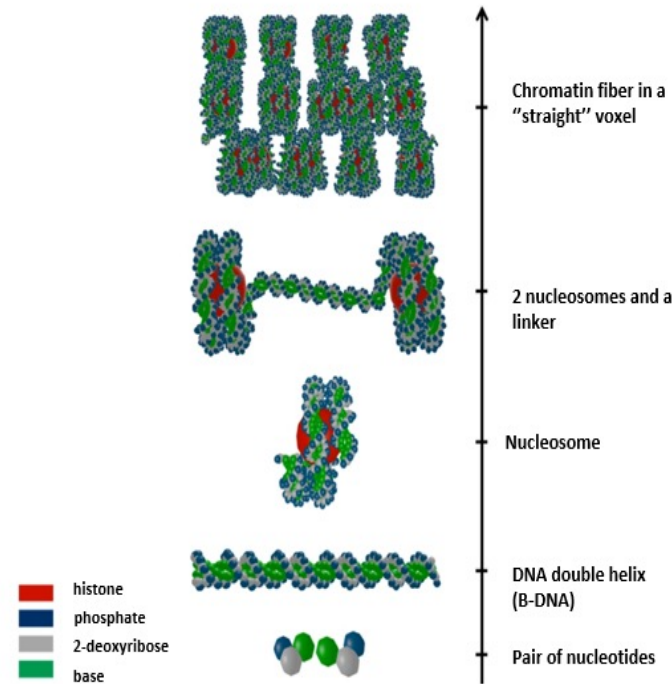 Chromatin fiber in a
"straight" voxel
2 nucleosomes and a
linker
Nucleosome
DNA double helix
(B-DNA)
Pair of nucleotides
histone
phosphate
2-deoxyribose
base